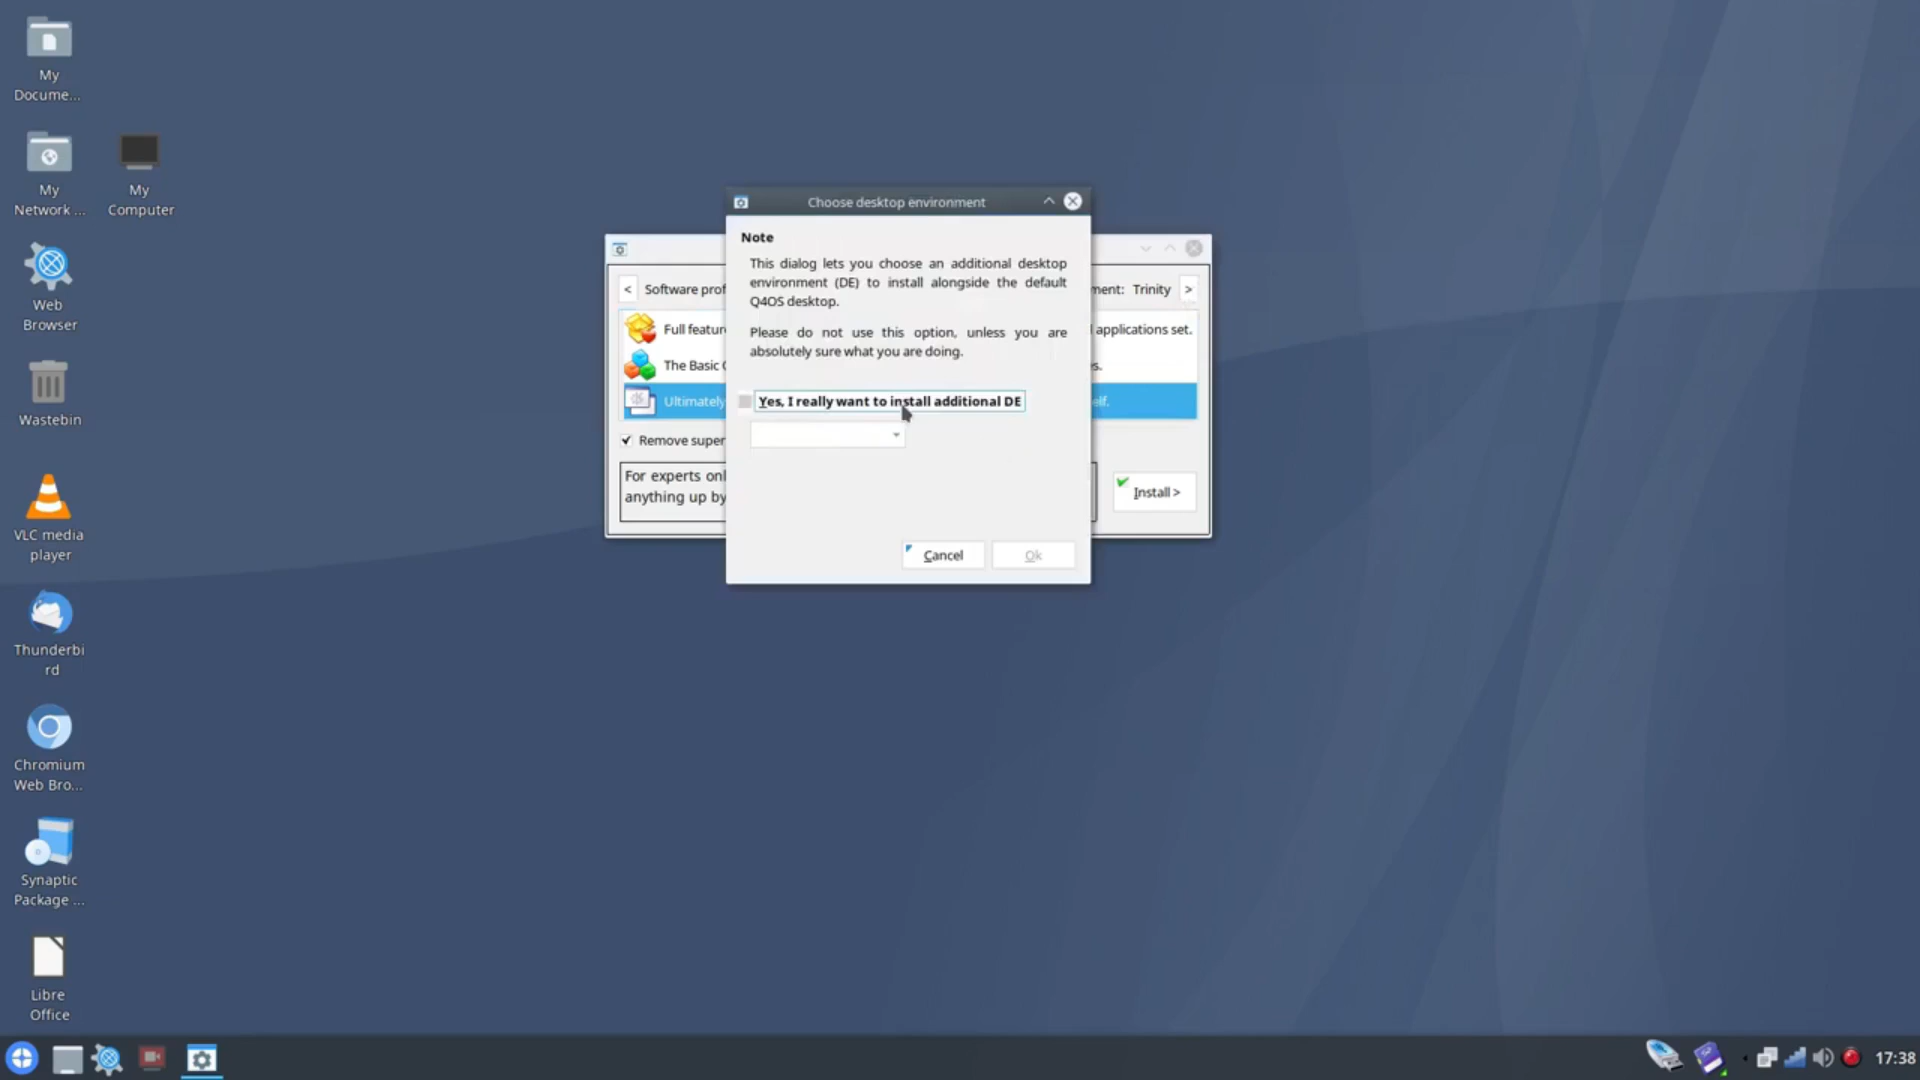 My
Docume...
My
Network ...
My
Computer
Web
Browser
Wastebin
VLC media
player
Thunderbi
rd
Chromium
Web Bro...
Synaptic
Package ...
Libre
Office
Choose desktop environment
Note
This dialog lets you choose an additional desktop
environment (DE) to install alongside the default
Q4OS desktop.
Please do not use this option, unless you are
absolutely sure what you are doing.
Yes, I really want to install additional DE
Cancel
Ok
< Software prof
ment: Trinity >
Full featur
applications set.
The Basic
s.
Ultimately
elf.
Remove super
For experts onl
anything up by
Install >
17:38